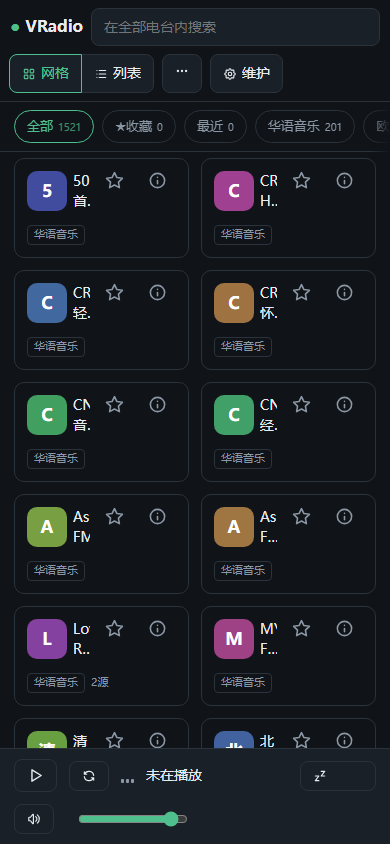 VRadio
在全部电台内搜索
网格
列表
...
维护
全部 1521
★收藏 0
最近 0
华语音乐 201
5
50
首.
华语音乐
C
CR
H..
华语音乐
C
CR
轻.
华语音乐
C
CR
怀.
华语音乐
C
CN
音.
华语音乐
C
CN
经.
华语音乐
A
As
FM
华语音乐
A
As
F...
华语音乐
L
Lo
R..
华语音乐 2源
M
MY
F...
华语音乐
清
清
北
北
...
未在播放
zZ